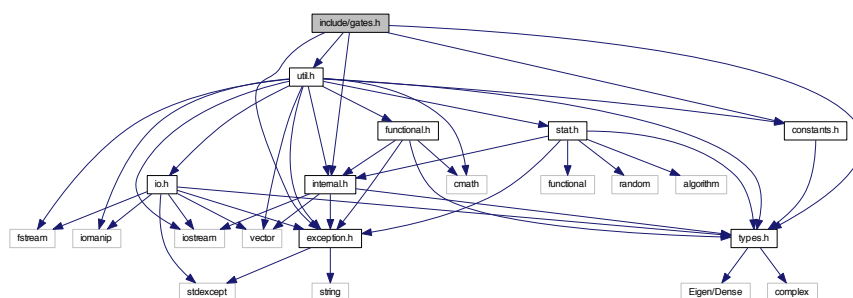 include/gates.h
util.h
functional.h
stat.h
constants.h
io.h
internal.h
cmath
functional
random
algorithm
fstream
iomanip
iostream
vector
exception.h
types.h
stdexcept
string
Eigen/Dense
complex